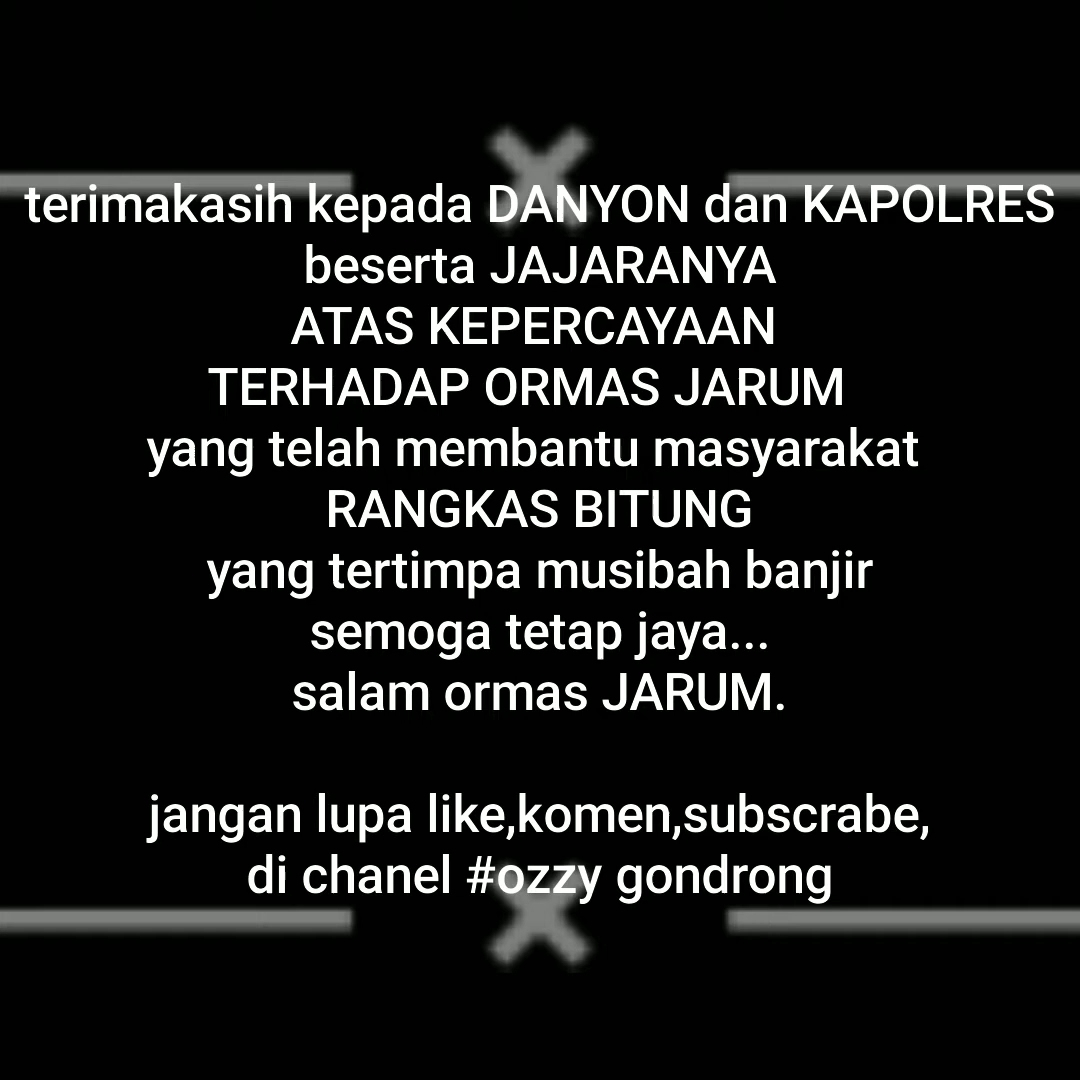 terimakasih kepada DANYON dan KAPOLRES
beserta JAJARANYA
ATAS KEPERCAYAAN
TERHADAP ORMAS JARUM
yang telah membantu masyarakat
RANGKAS BITUNG
yang tertimpa musibah banjir
semoga tetap jaya...
salam ormas JARUM.
jangan lupa like,komen,subscrabe,
di chanel #ozzy gondrong